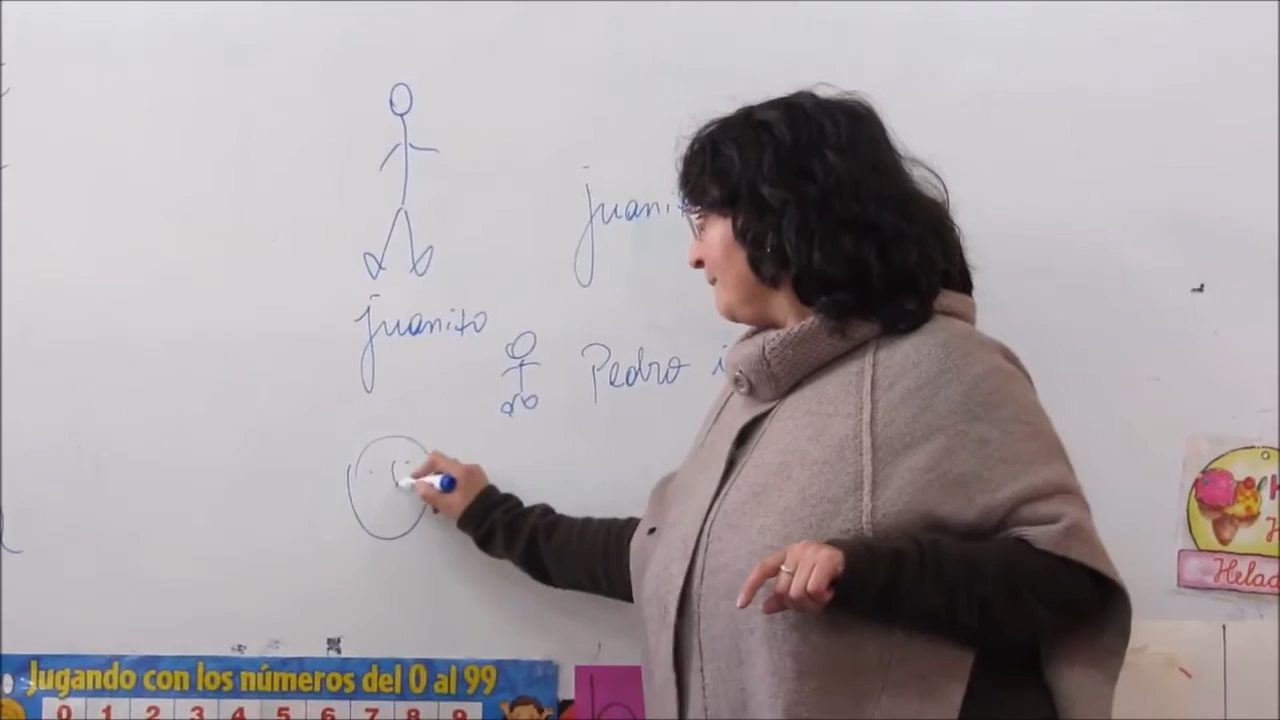 juanito
Pedro
juanito
Jugando con los números del 0 al 99
0 1 2 3 4 5 6 7 8 9